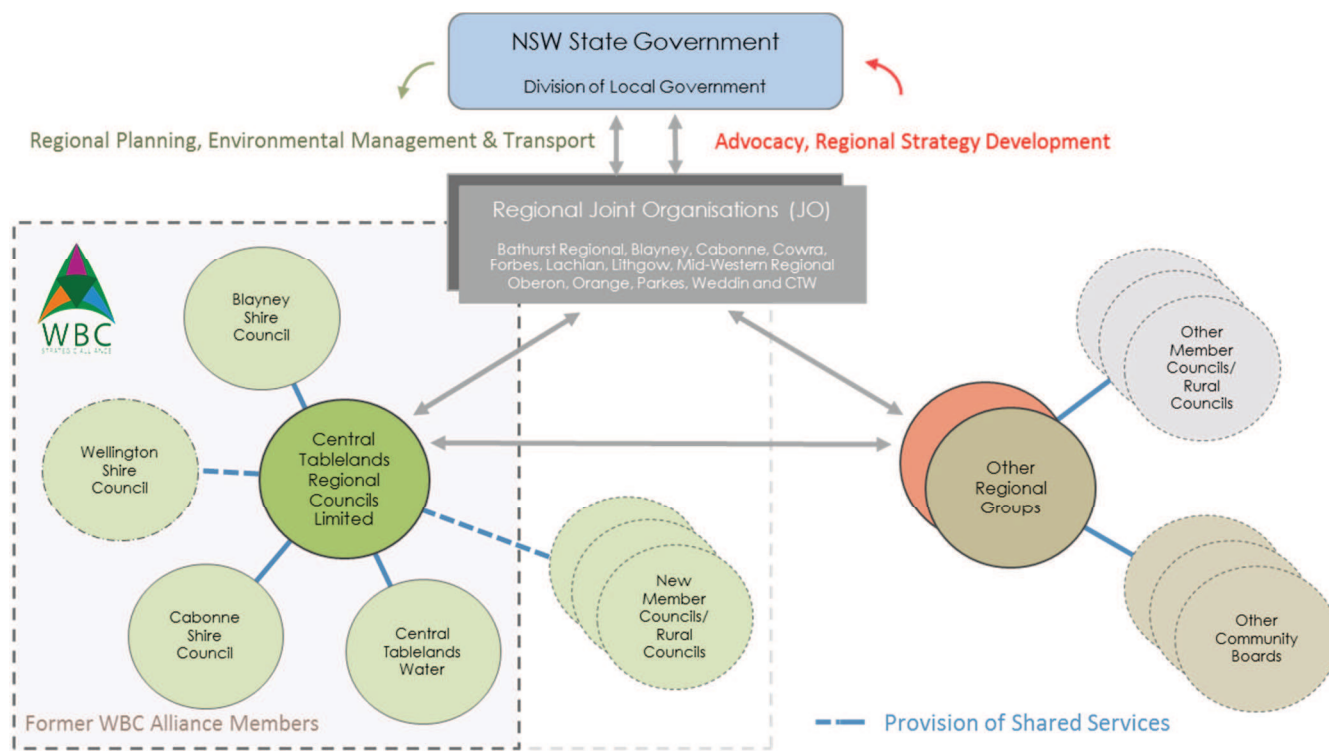 NSW State Government
Division of Local Government
Regional Planning, Environmental Management & Transport
Advocacy, Regional Strategy Development
Regional Joint Organisations (JO)
Bathurst Regional, Blayney, Cabonne, Cowra,
Forbes, Lachlan, Lithgow, Mid-Western Regional
Oberon, Orange, Parkes, Weddin and CTW
WBC
STRATEGIC ALLIANCE
Blayney
Shire
Council
Wellington
Shire
Council
Central
Tablelands
Regional
Councils
Limited
Cabonne
Shire
Council
Central
Tablelands
Water
New
Member
Councils/
Rural
Councils
Other
Member
Councils/
Rural
Councils
Other
Regional
Groups
Other
Community
Boards
Former WBC Alliance Members
Provision of Shared Services